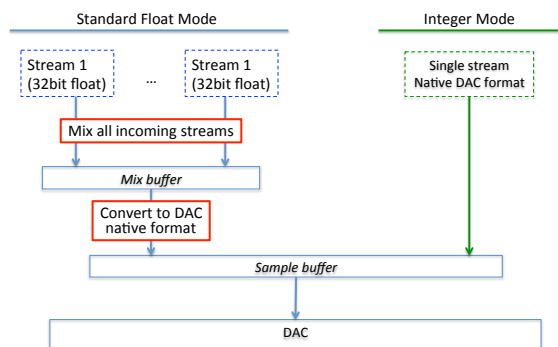 Standard Float Mode
Integer Mode
Stream 1
(32bit float)
...
Stream 1
(32bit float)
Single stream
Native DAC format
Mix all incoming streams
Mix buffer
Convert to DAC
native format
Sample buffer
DAC